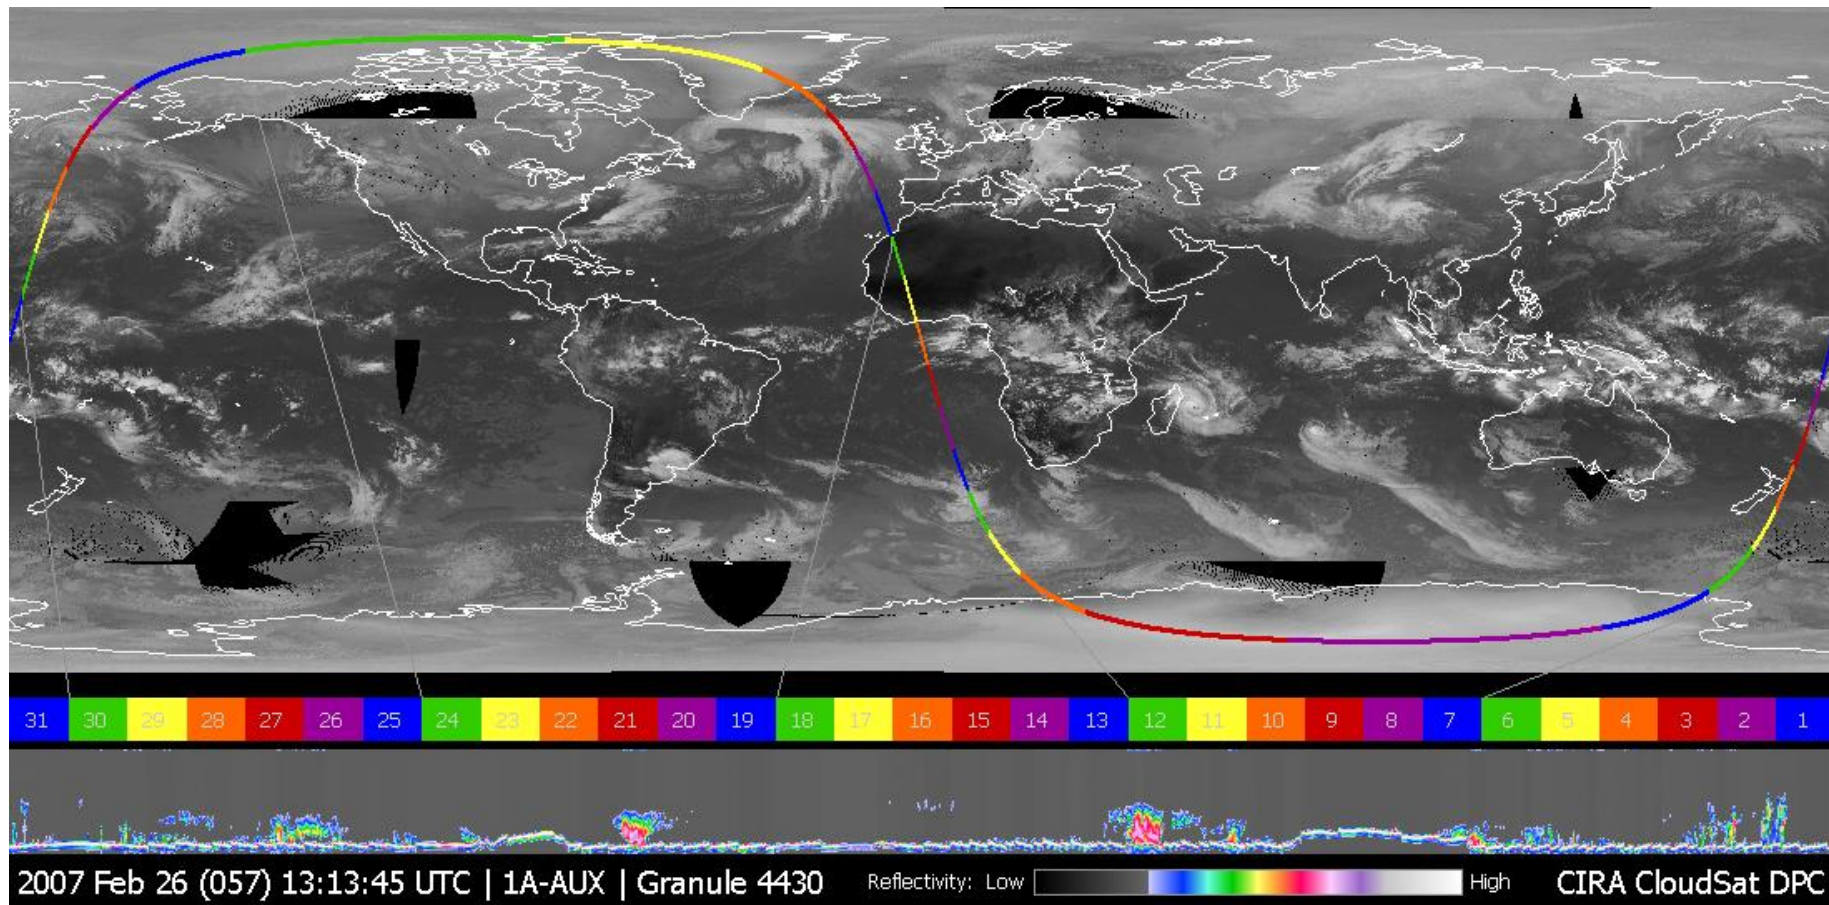 31 30 29 28 27 26 25 24 23 22 21 20 19 18 17 16 15 14 13 12 11 10 9 8 7 6 5 4 3 2 1
2007 Feb 26 (057) 13:13:45 UTC | 1A-AUX | Granule 4430 Reflectivity: Low High CIRA CloudSat DPC